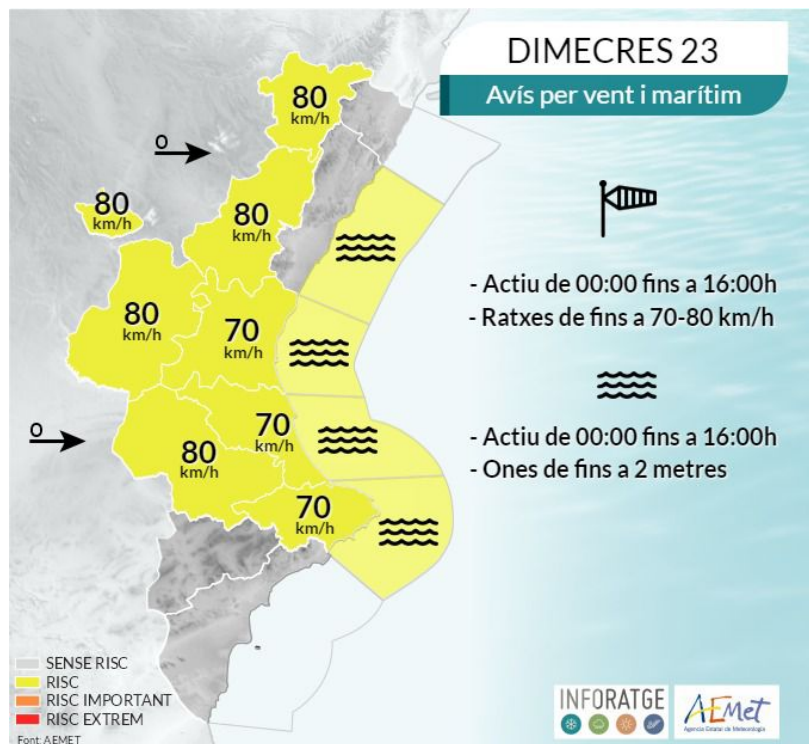 DIMECRES 23
Avís per vent i marítim
80
km/h
O
80
km/h
80
km/h
80
km/h
70
km/h
O
70
km/h
80
km/h
70
km/h
- Actiu de 00:00 fins a 16:00h
- Ratxes de fins a 70-80 km/h
- Actiu de 00:00 fins a 16:00h
- Ones de fins a 2 metres
SENSE RISC
RISC
RISC IMPORTANT
RISC EXTREM
Font: AEMET
INFORATGE
AEMet
Agencia Estatal de Meteorología